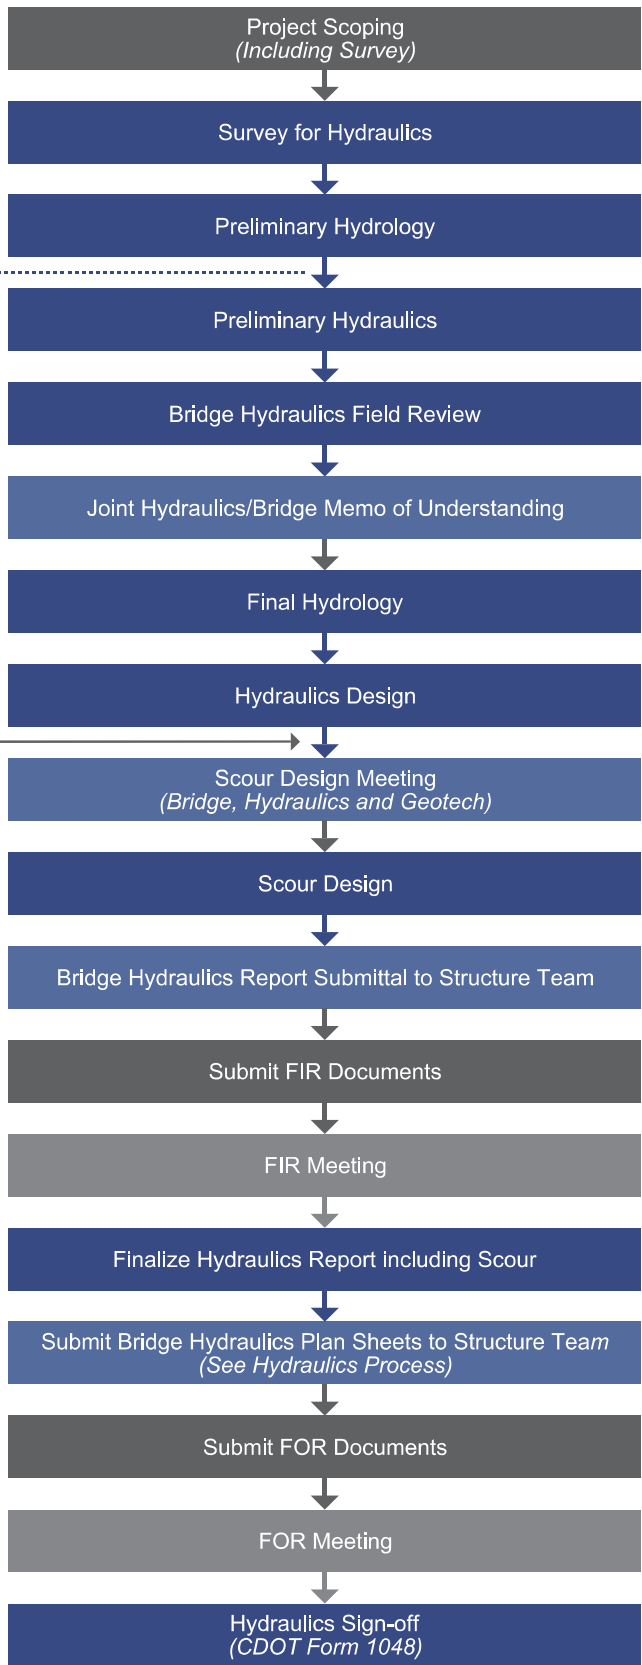 Project Scoping
(Including Survey)
Survey for Hydraulics
Preliminary Hydrology
Preliminary Hydraulics
Bridge Hydraulics Field Review
Joint Hydraulics/Bridge Memo of Understanding
Final Hydrology
Hydraulics Design
Scour Design Meeting
(Bridge, Hydraulics and Geotech)
Scour Design
Bridge Hydraulics Report Submittal to Structure Team
Submit FIR Documents
FIR Meeting
Finalize Hydraulics Report including Scour
Submit Bridge Hydraulics Plan Sheets to Structure Team
(See Hydraulics Process)
Submit FOR Documents
FOR Meeting
Hydraulics Sign-off
(CDOT Form 1048)